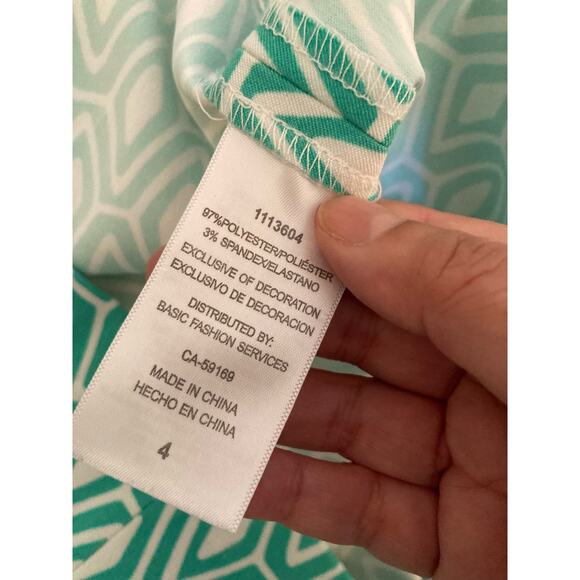 1113604
97%POLYESTER/POLIÉSTER
3% SPANDEX/ELASTANO
EXCLUSIVE OF DECORATION
EXCLUSIVO DE DECORACION
DISTRIBUTED BY:
BASIC FASHION SERVICES
CA-59169
MADE IN CHINA
HECHO EN CHINA
4